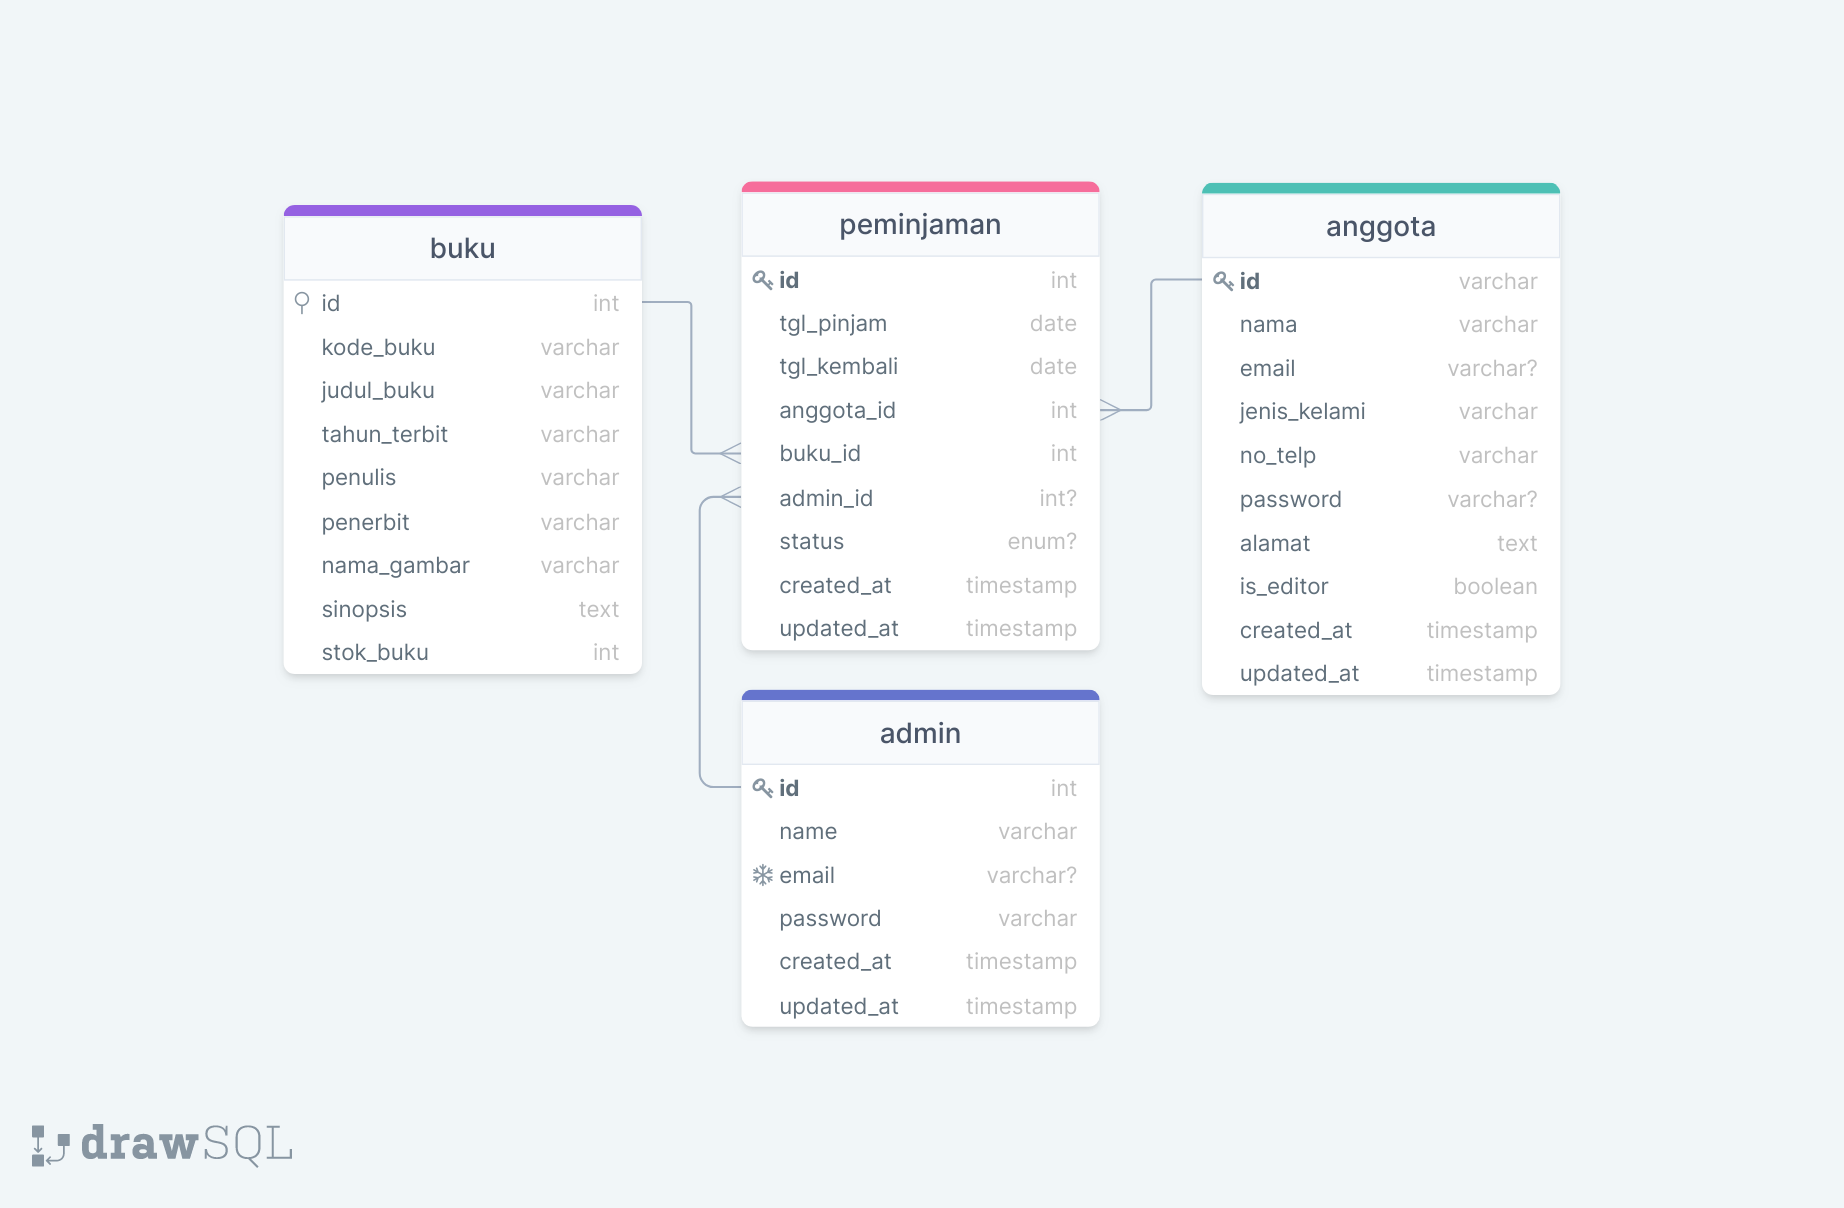 buku
id int
kode_buku varchar
judul_buku varchar
tahun_terbit varchar
penulis varchar
penerbit varchar
nama_gambar varchar
sinopsis text
stok_buku int
peminjaman
id int
tgl_pinjam date
tgl_kembali date
anggota_id int
buku_id int
admin_id int?
status enum?
created_at timestamp
updated_at timestamp
anggota
id varchar
nama varchar
email varchar?
jenis_kelami varchar
no_telp varchar
password varchar?
alamat text
is_editor boolean
created_at timestamp
updated_at timestamp
admin
id int
name varchar
email varchar?
password varchar
created_at timestamp
updated_at timestamp
drawSQL